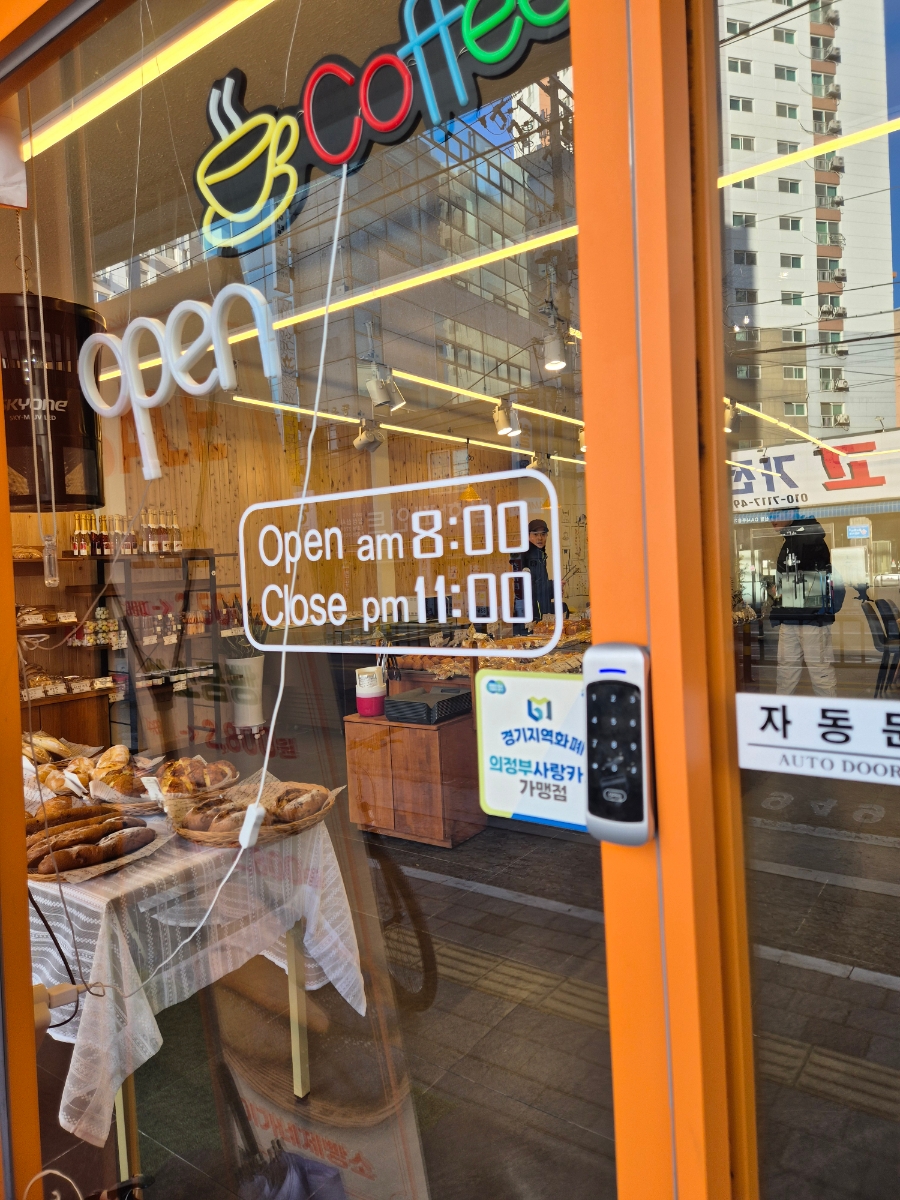 Coffee
open
SKYONE
Open am 8:00
Close pm 11:00
경기지역화폐
의정부사랑카
가맹점
자동문
AUTO DOOR